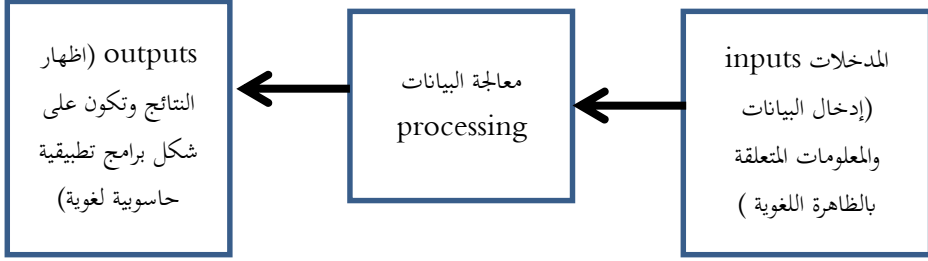 المدخلات inputs
(إدخال البيانات
والمعلومات المتعلقة
بالظاهرة اللغوية )
معالجة البيانات
processing
outputs (اظهار
النتائج وتكون على
شكل برامج تطبيقية
حاسوبية لغوية)